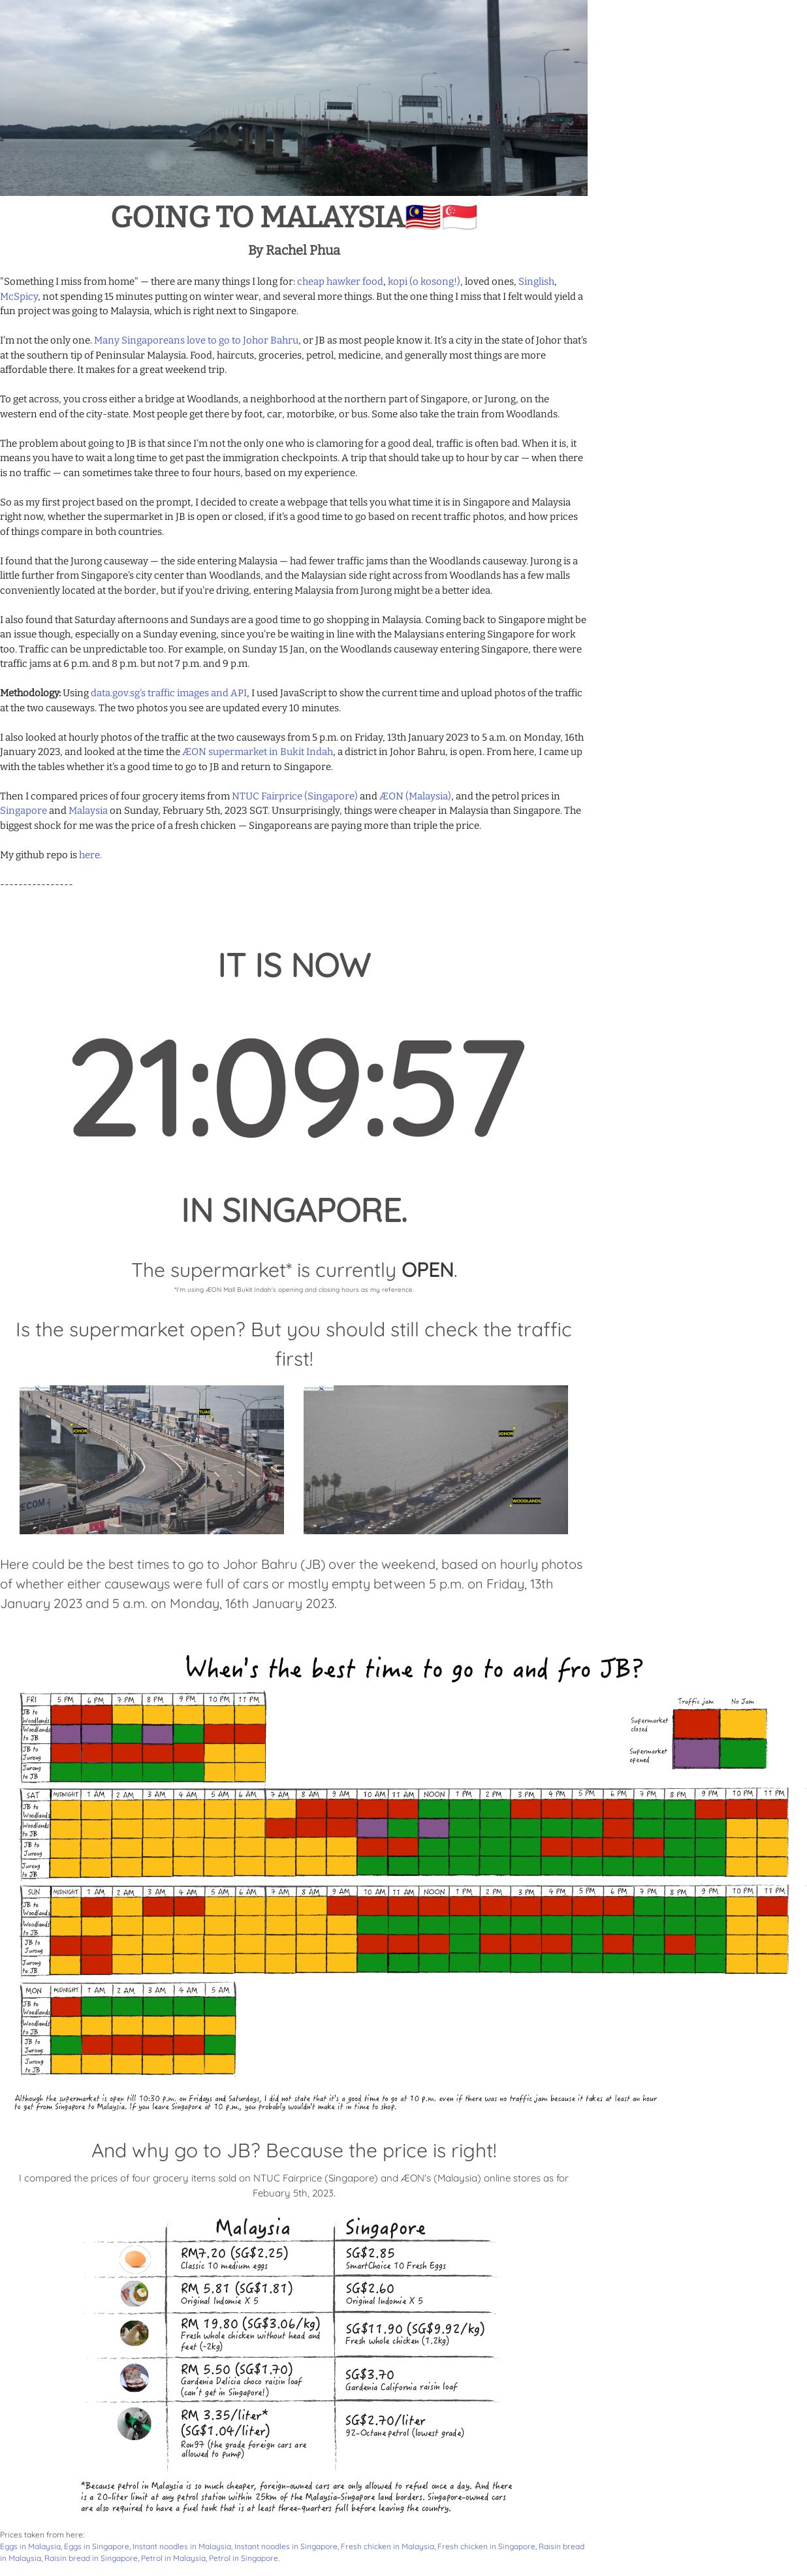 GOING TO MALAYSIA🇲🇾🇸🇬
By Rachel Phua
"Something I miss from home" — there are many things I long for: cheap hawker food, kopi (o kosong!), loved ones, Singlish,
McSpicy, not spending 15 minutes putting on winter wear, and several more things. But the one thing I miss that I felt would yield a
fun project was going to Malaysia, which is right next to Singapore.
I'm not the only one. Many Singaporeans love to go to Johor Bahru, or JB as most people know it. It's a city in the state of Johor that's
at the southern tip of Peninsular Malaysia. Food, haircuts, groceries, petrol, medicine, and generally most things are more
affordable there. It makes for a great weekend trip.
To get across, you cross either a bridge at Woodlands, a neighborhood at the northern part of Singapore, or Jurong, on the
western end of the city-state. Most people get there by foot, car, motorbike, or bus. Some also take the train from Woodlands.
The problem about going to JB is that since I'm not the only one who is clamoring for a good deal, traffic is often bad. When it is, it
means you have to wait a long time to get past the immigration checkpoints. A trip that should take up to hour by car — when there
is no traffic — can sometimes take three to four hours, based on my experience.
So as my first project based on the prompt, I decided to create a webpage that tells you what time it is in Singapore and Malaysia
right now, whether the supermarket in JB is open or closed, if it's a good time to go based on recent traffic photos, and how prices
of things compare in both countries.
I found that the Jurong causeway — the side entering Malaysia — had fewer traffic jams than the Woodlands causeway. Jurong is a
little further from Singapore's city center than Woodlands, and the Malaysian side right across from Woodlands has a few malls
conveniently located at the border, but if you're driving, entering Malaysia from Jurong might be a better idea.
I also found that Saturday afternoons and Sundays are a good time to go shopping in Malaysia. Coming back to Singapore might be
an issue though, especially on a Sunday evening, since you're be waiting in line with the Malaysians entering Singapore for work
too. Traffic can be unpredictable too. For example, on Sunday 15 Jan, on the Woodlands causeway entering Singapore, there were
traffic jams at 6 p.m. and 8 p.m. but not 7 p.m. and 9 p.m.
Methodology: Using data.gov.sg's traffic images and API, I used JavaScript to show the current time and upload photos of the traffic
at the two causeways. The two photos you see are updated every 10 minutes.
I also looked at hourly photos of the traffic at the two causeways from 5 p.m. on Friday, 13th January 2023 to 5 a.m. on Monday, 16th
January 2023, and looked at the time the ÆON supermarket in Bukit Indah, a district in Johor Bahru, is open. From here, I came up
with the tables whether it's a good time to go to JB and return to Singapore.
Then I compared prices of four grocery items from NTUC Fairprice (Singapore) and ÆON (Malaysia), and the petrol prices in
Singapore and Malaysia on Sunday, February 5th, 2023 SGT. Unsurprisingly, things were cheaper in Malaysia than Singapore. The
biggest shock for me was the price of a fresh chicken — Singaporeans are paying more than triple the price.
My github repo is here.
----------------
IT IS NOW
21:09:57
IN SINGAPORE.
The supermarket* is currently OPEN.
*I'm using ÆON Mall Bukit Indah's opening and closing hours as my reference.
Is the supermarket open? But you should still check the traffic
first!
TUAS
JOHOR
JOHOR
WOODLANDS
ECOM
Here could be the best times to go to Johor Bahru (JB) over the weekend, based on hourly photos
of whether either causeways were full of cars or mostly empty between 5 p.m. on Friday, 13th
January 2023 and 5 a.m. on Monday, 16th January 2023.
When's the best time to go to and fro JB?
Traffic jam No Jam
Supermarket closed
Supermarket opened
FRI 5 PM 6 PM 7 PM 8 PM 9 PM 10 PM 11 PM
JB to Woodlands
Woodlands to JB
JB to Jurong
Jurong to JB
SAT MIDNIGHT 1 AM 2 AM 3 AM 4 AM 5 AM 6 AM 7 AM 8 AM 9 AM 10 AM 11 AM NOON 1 PM 2 PM 3 PM 4 PM 5 PM 6 PM 7 PM 8 PM 9 PM 10 PM 11 PM
JB to Woodlands
Woodlands to JB
JB to Jurong
Jurong to JB
SUN MIDNIGHT 1 AM 2 AM 3 AM 4 AM 5 AM 6 AM 7 AM 8 AM 9 AM 10 AM 11 AM NOON 1 PM 2 PM 3 PM 4 PM 5 PM 6 PM 7 PM 8 PM 9 PM 10 PM 11 PM
JB to Woodlands
Woodlands to JB
JB to Jurong
Jurong to JB
MON MIDNIGHT 1 AM 2 AM 3 AM 4 AM 5 AM
JB to Woodlands
Woodlands to JB
JB to Jurong
Jurong to JB
Although the supermarket is open till 10:30 p.m. on Fridays and Saturdays, I did not state that it's a good time to go at 10 p.m. even if there was no traffic jam because it takes at least an hour
to get from Singapore to Malaysia. If you leave Singapore at 10 p.m., you probably wouldn't make it in time to shop.
And why go to JB? Because the price is right!
I compared the prices of four grocery items sold on NTUC Fairprice (Singapore) and ÆON's (Malaysia) online stores as for
Febuary 5th, 2023.
Malaysia Singapore
RM7.20 (SG$2.25) SG$2.85
Classic 10 medium eggs SmartChoice 10 Fresh Eggs
RM 5.81 (SG$1.81) SG$2.60
Original Indomie X 5 Original Indomie X 5
RM 19.80 (SG$3.06/kg) SG$11.90 (SG$9.92/kg)
Fresh whole chicken without head and Fresh whole chicken (1.2kg)
feet (~2kg)
RM 5.50 (SG$1.70) SG$3.70
Gardenia Delicia choco raisin loaf Gardenia California raisin loaf
(can't get in Singapore!)
RM 3.35/liter* SG$2.70/liter
(SG$1.04/liter) 92-Octane petrol (lowest grade)
Ron97 (the grade foreign cars are
allowed to pump)
*Because petrol in Malaysia is so much cheaper, foreign-owned cars are only allowed to refuel once a day. And there
is a 20-liter limit at any petrol station within 25km of the Malaysia-Singapore land borders. Singapore-owned cars
are also required to have a fuel tank that is at least three-quarters full before leaving the country.
Prices taken from here:
Eggs in Malaysia, Eggs in Singapore, Instant noodles in Malaysia, Instant noodles in Singapore, Fresh chicken in Malaysia, Fresh chicken in Singapore, Raisin bread
in Malaysia, Raisin bread in Singapore, Petrol in Malaysia, Petrol in Singapore.